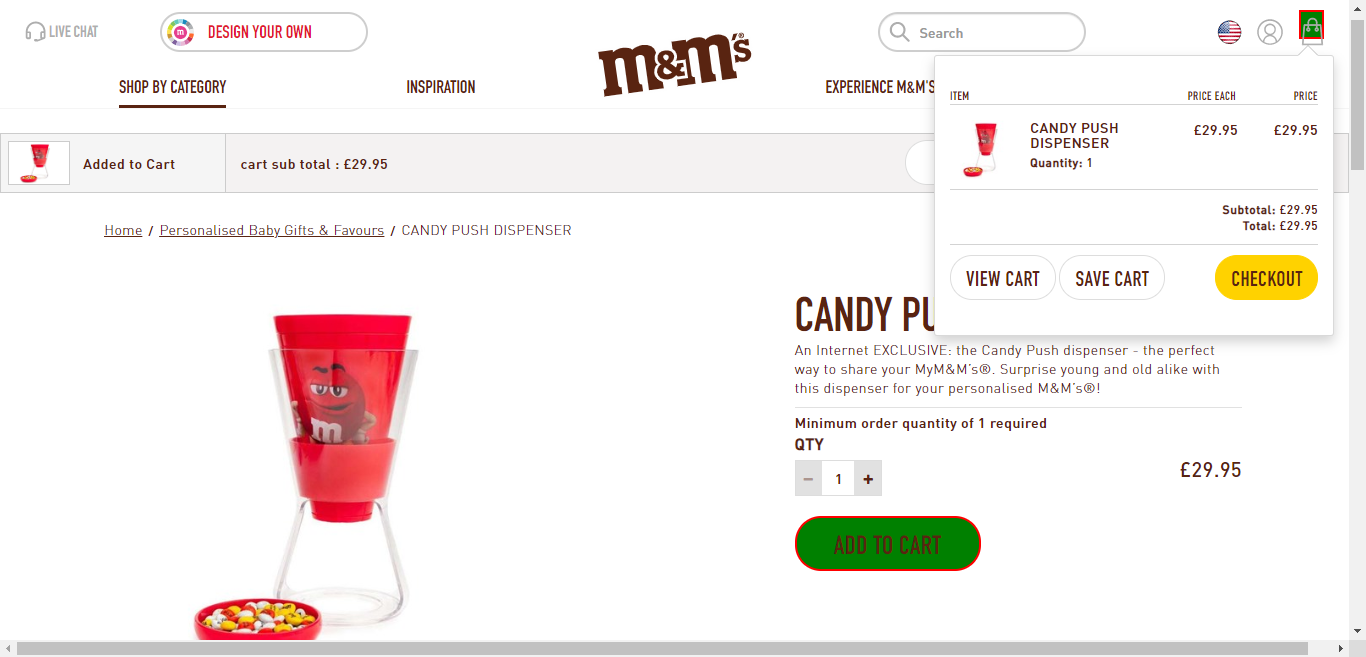 LIVE CHAT
DESIGN YOUR OWN
m&m's®
Search
SHOP BY CATEGORY
INSPIRATION
EXPERIENCE M&M'S
ITEM PRICE EACH PRICE
CANDY PUSH DISPENSER £29.95 £29.95
Quantity: 1
Subtotal: £29.95
Total: £29.95
VIEW CART SAVE CART CHECKOUT
Added to Cart
cart sub total : £29.95
Home / Personalised Baby Gifts & Favours / CANDY PUSH DISPENSER
m
CANDY PU
An Internet EXCLUSIVE: the Candy Push dispenser - the perfect
way to share your MyM&M's®. Surprise young and old alike with
this dispenser for your personalised M&M's®!
Minimum order quantity of 1 required
QTY
− 1 +
£29.95
ADD TO CART